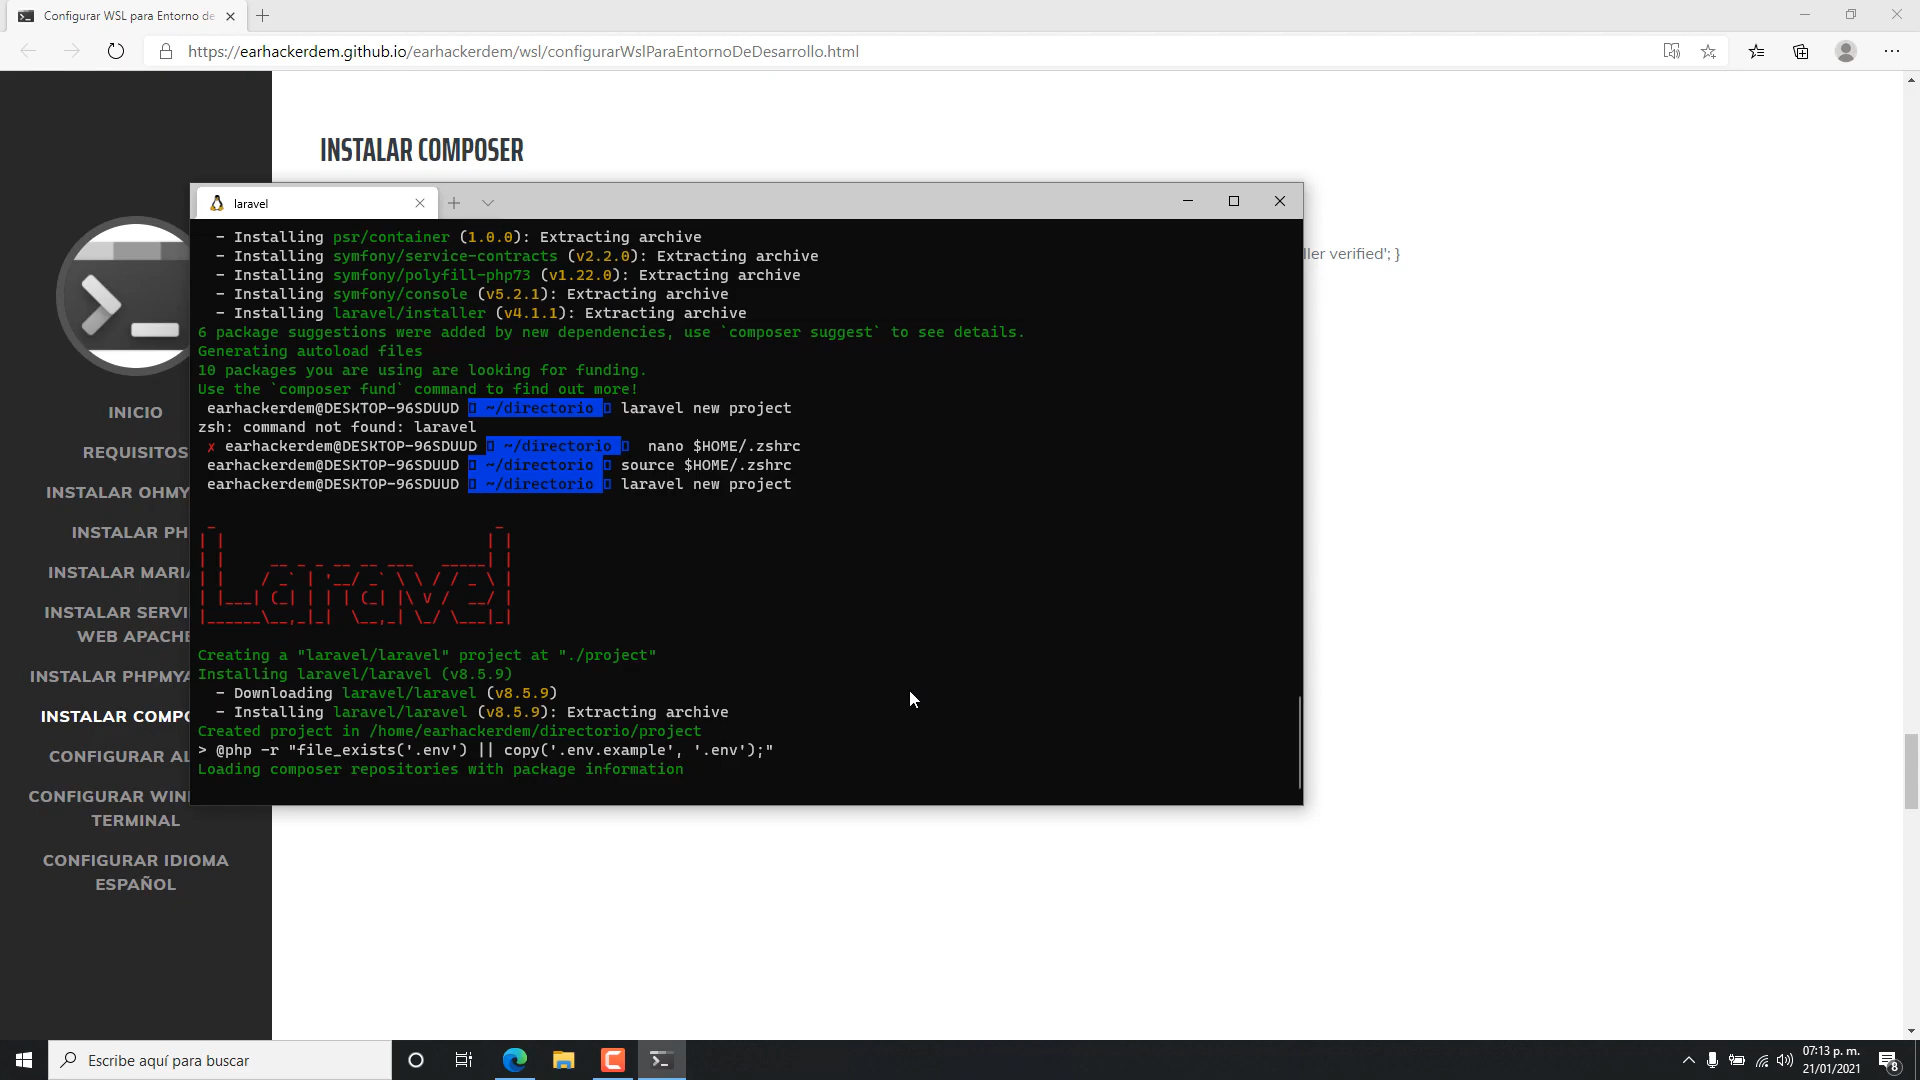 Configurar WSL para Entorno de
https://earhackerdem.github.io/earhackerdem/wsl/configurarWslParaEntornoDeDesarrollo.html
INSTALAR COMPOSER
ller verified'; }
INICIO
REQUISITOS
INSTALAR OHMY
INSTALAR PH
INSTALAR MARIA
INSTALAR SERVI
WEB APACHE
INSTALAR PHPMYA
INSTALAR COMPO
CONFIGURAR AL
CONFIGURAR WIN
TERMINAL
CONFIGURAR IDIOMA
ESPAÑOL
laravel
- Installing psr/container (1.0.0): Extracting archive
- Installing symfony/service-contracts (v2.2.0): Extracting archive
- Installing symfony/polyfill-php73 (v1.22.0): Extracting archive
- Installing symfony/console (v5.2.1): Extracting archive
- Installing laravel/installer (v4.1.1): Extracting archive
6 package suggestions were added by new dependencies, use `composer suggest` to see details.
Generating autoload files
10 packages you are using are looking for funding.
Use the `composer fund` command to find out more!
earhackerdem@DESKTOP-96SDUUD ~/directorio laravel new project
zsh: command not found: laravel
✗ earhackerdem@DESKTOP-96SDUUD ~/directorio nano $HOME/.zshrc
earhackerdem@DESKTOP-96SDUUD ~/directorio source $HOME/.zshrc
earhackerdem@DESKTOP-96SDUUD ~/directorio laravel new project
Laravel
Creating a "laravel/laravel" project at "./project"
Installing laravel/laravel (v8.5.9)
- Downloading laravel/laravel (v8.5.9)
- Installing laravel/laravel (v8.5.9): Extracting archive
Created project in /home/earhackerdem/directorio/project
> @php -r "file_exists('.env') || copy('.env.example', '.env');"
Loading composer repositories with package information
Escribe aquí para buscar
07:13 p. m.
21/01/2021
8